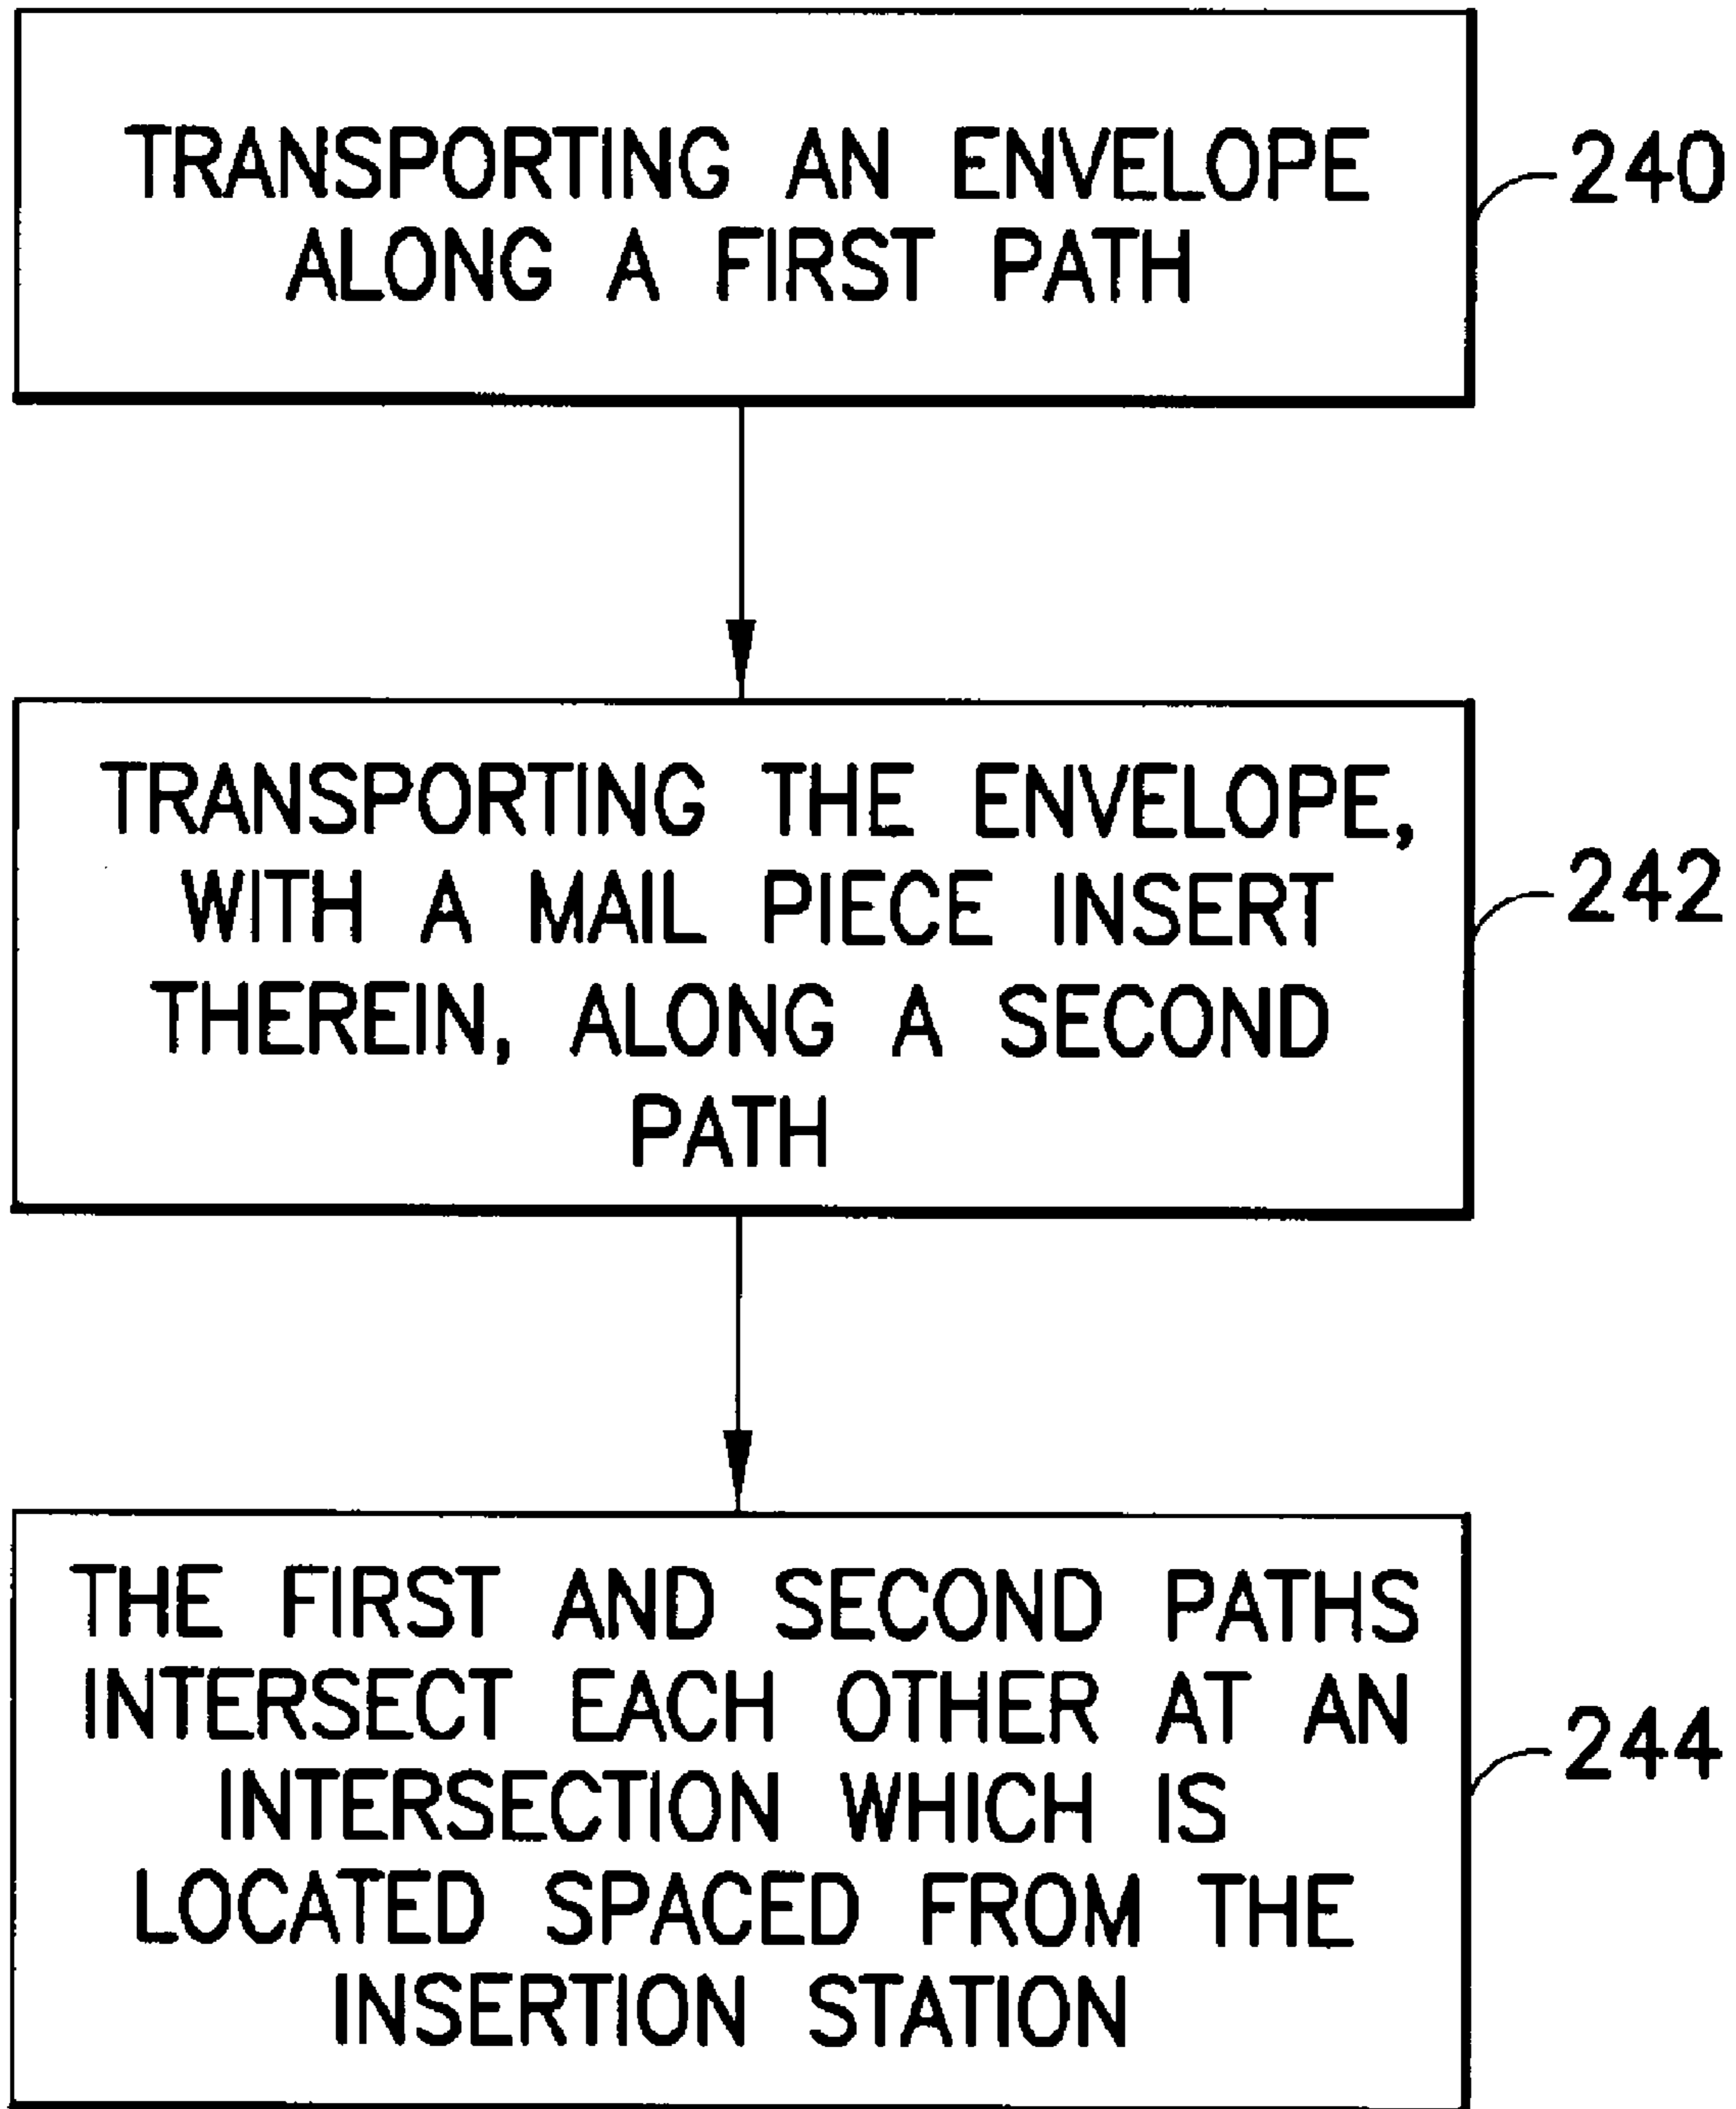 TRANSPORTING AN ENVELOPE
ALONG A FIRST PATH
240
TRANSPORTING THE ENVELOPE,
WITH A MAIL PIECE INSERT
THEREIN, ALONG A SECOND
PATH
242
THE FIRST AND SECOND PATHS
INTERSECT EACH OTHER AT AN
INTERSECTION WHICH IS
LOCATED SPACED FROM THE
INSERTION STATION
244